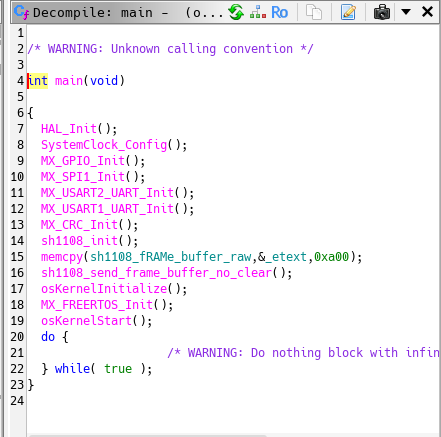 Decompile: main - (o...
Ro
1
2 /* WARNING: Unknown calling convention */
3
4 int main(void)
5
6 {
7 HAL_Init();
8 SystemClock_Config();
9 MX_GPIO_Init();
10 MX_SPI1_Init();
11 MX_USART2_UART_Init();
12 MX_USART1_UART_Init();
13 MX_CRC_Init();
14 sh1108_init();
15 memcpy(sh1108_fRAMe_buffer_raw,&_etext,0xa00);
16 sh1108_send_frame_buffer_no_clear();
17 osKernelInitialize();
18 MX_FREERTOS_Init();
19 osKernelStart();
20 do {
21 /* WARNING: Do nothing block with infin
22 } while( true );
23 }
24